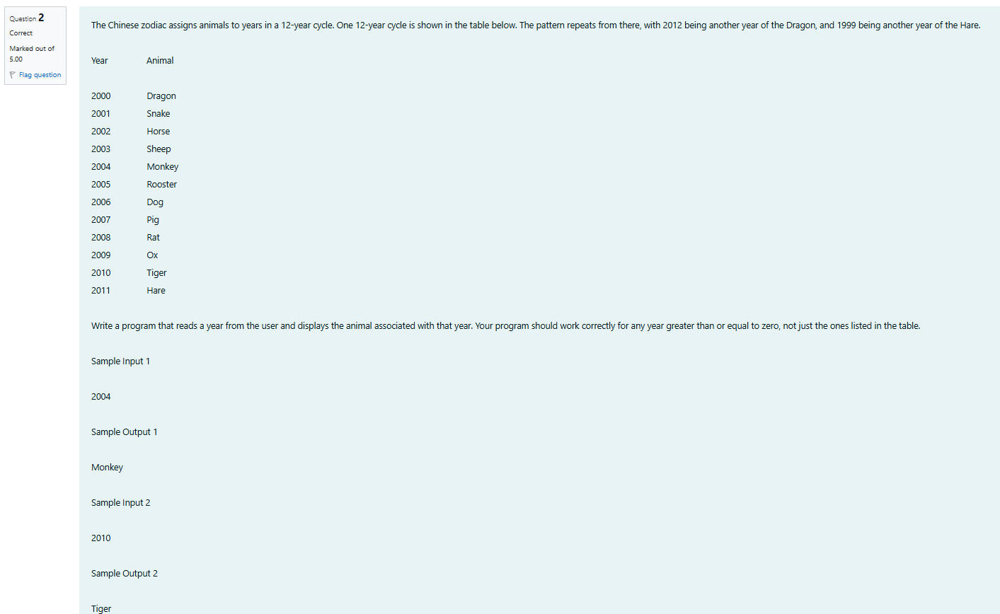 Question 2
Correct
Marked out of
5.00
Flag question
The Chinese zodiac assigns animals to years in a 12-year cycle. One 12-year cycle is shown in the table below. The pattern repeats from there, with 2012 being another year of the Dragon, and 1999 being another year of the Hare.
Year Animal
2000 Dragon
2001 Snake
2002 Horse
2003 Sheep
2004 Monkey
2005 Rooster
2006 Dog
2007 Pig
2008 Rat
2009 Ox
2010 Tiger
2011 Hare
Write a program that reads a year from the user and displays the animal associated with that year. Your program should work correctly for any year greater than or equal to zero, not just the ones listed in the table.
Sample Input 1
2004
Sample Output 1
Monkey
Sample Input 2
2010
Sample Output 2
Tiger